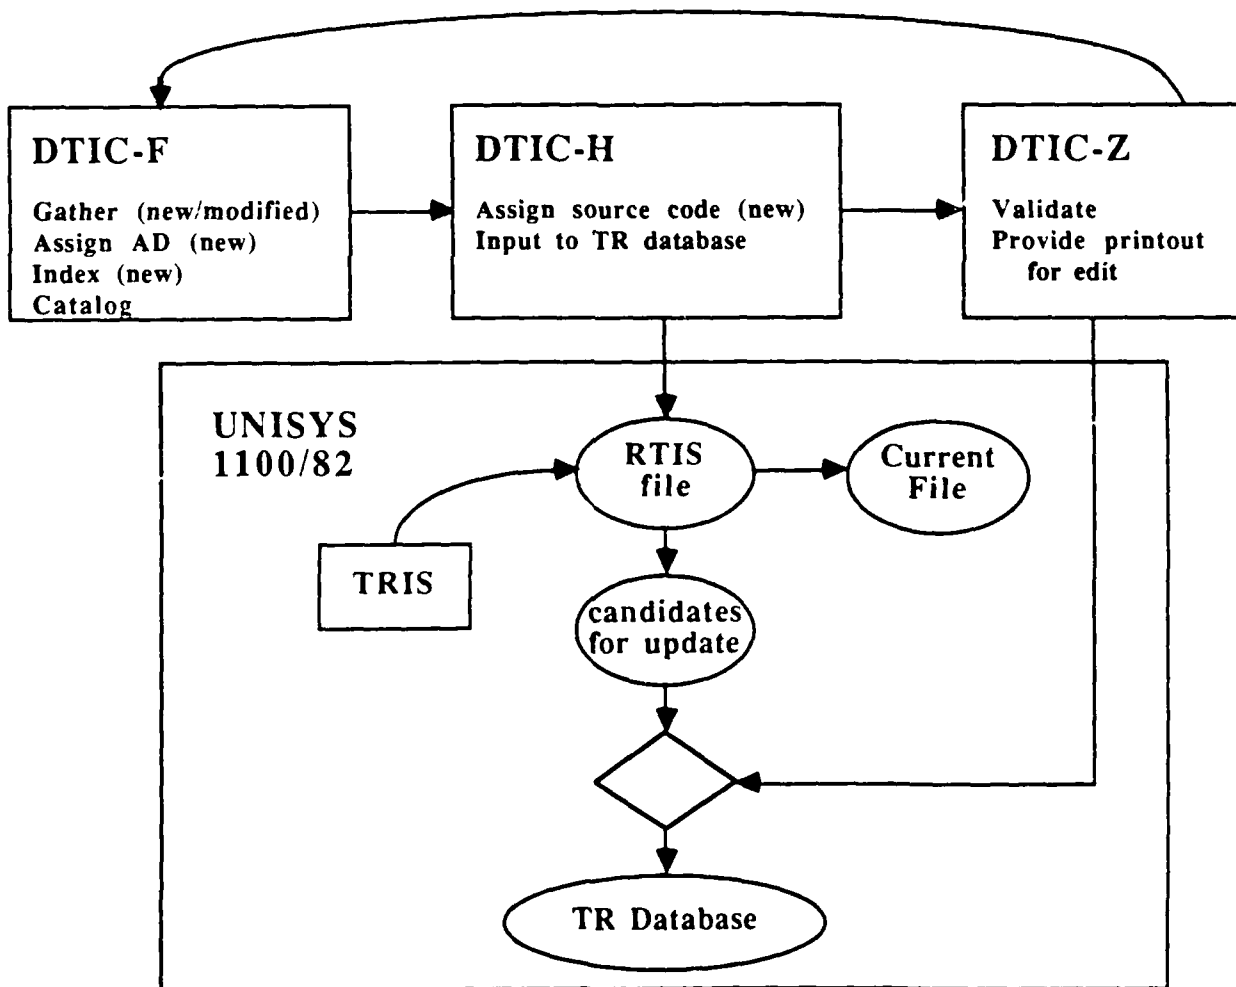 DTIC-F
Gather (new/modified)
Assign AD (new)
Index (new)
Catalog
DTIC-H
Assign source code (new)
Input to TR database
DTIC-Z
Validate
Provide printout
for edit
UNISYS
1100/82
RTIS
file
Current
File
TRIS
candidates
for update
TR Database